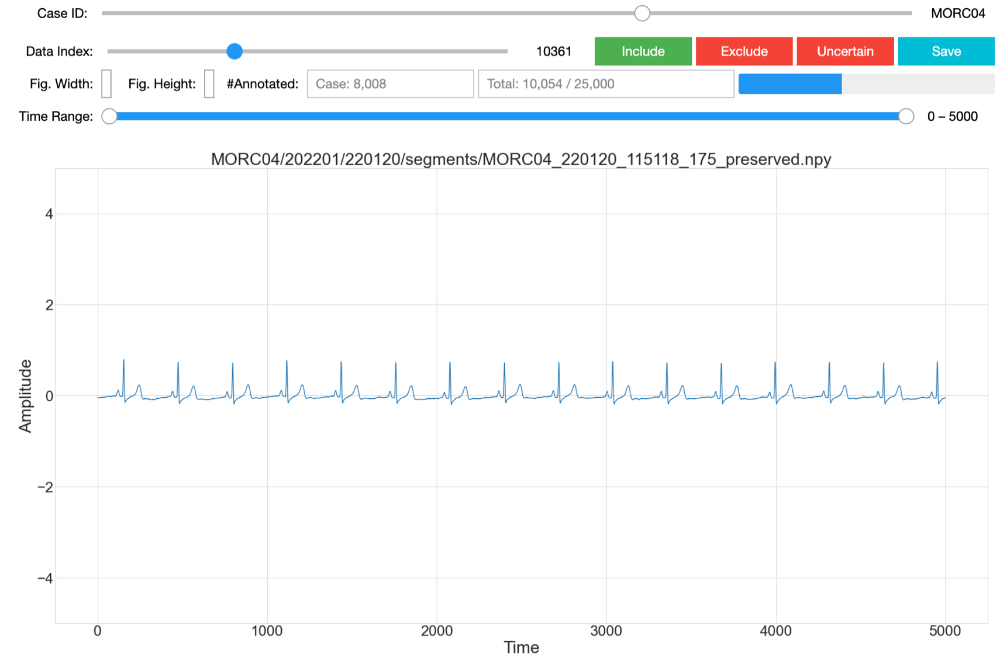 Case ID: MORC04
Data Index: 10361 Include Exclude Uncertain Save
Fig. Width: Fig. Height: #Annotated: Case: 8,008 Total: 10,054 / 25,000
Time Range: 0 – 5000
MORC04/202201/220120/segments/MORC04_220120_115118_175_preserved.npy
4
2
0
−2
−4
Amplitude
0 1000 2000 3000 4000 5000
Time